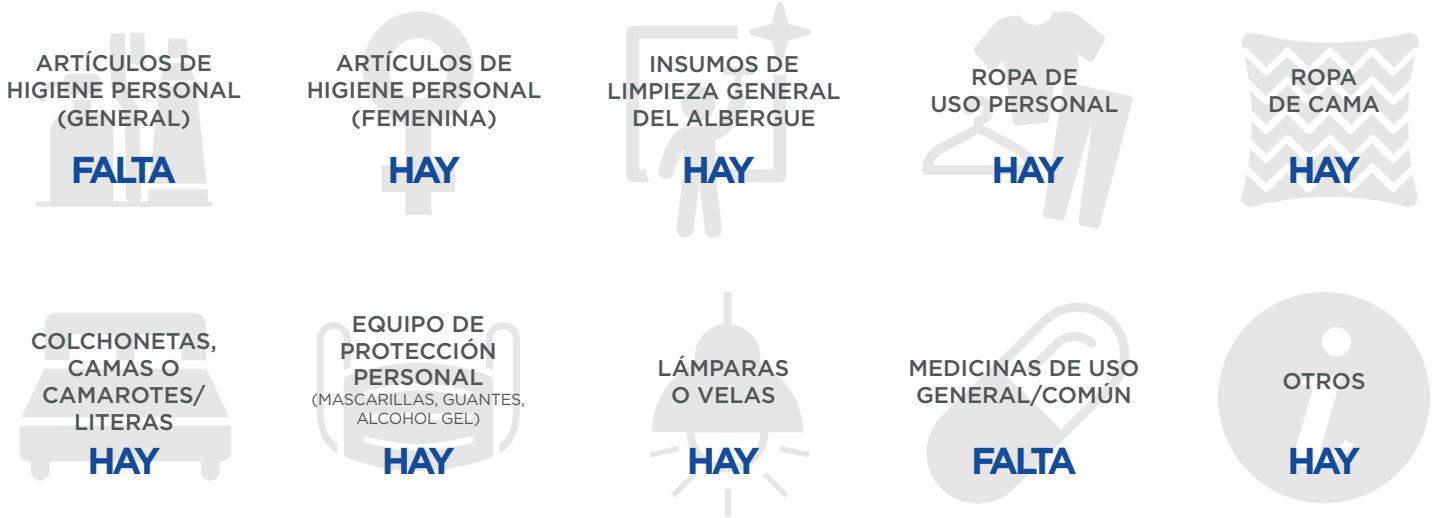 ARTÍCULOS DE
HIGIENE PERSONAL
(GENERAL)
FALTA
ARTÍCULOS DE
HIGIENE PERSONAL
(FEMENINA)
HAY
INSUMOS DE
LIMPIEZA GENERAL
DEL ALBERGUE
HAY
ROPA DE
USO PERSONAL
HAY
ROPA
DE CAMA
HAY
COLCHONETAS,
CAMAS O
CAMAROTES/
LITERAS
HAY
EQUIPO DE
PROTECCIÓN
PERSONAL
(MASCARILLAS, GUANTES,
ALCOHOL GEL)
HAY
LÁMPARAS
O VELAS
HAY
MEDICINAS DE USO
GENERAL/COMÚN
FALTA
OTROS
HAY